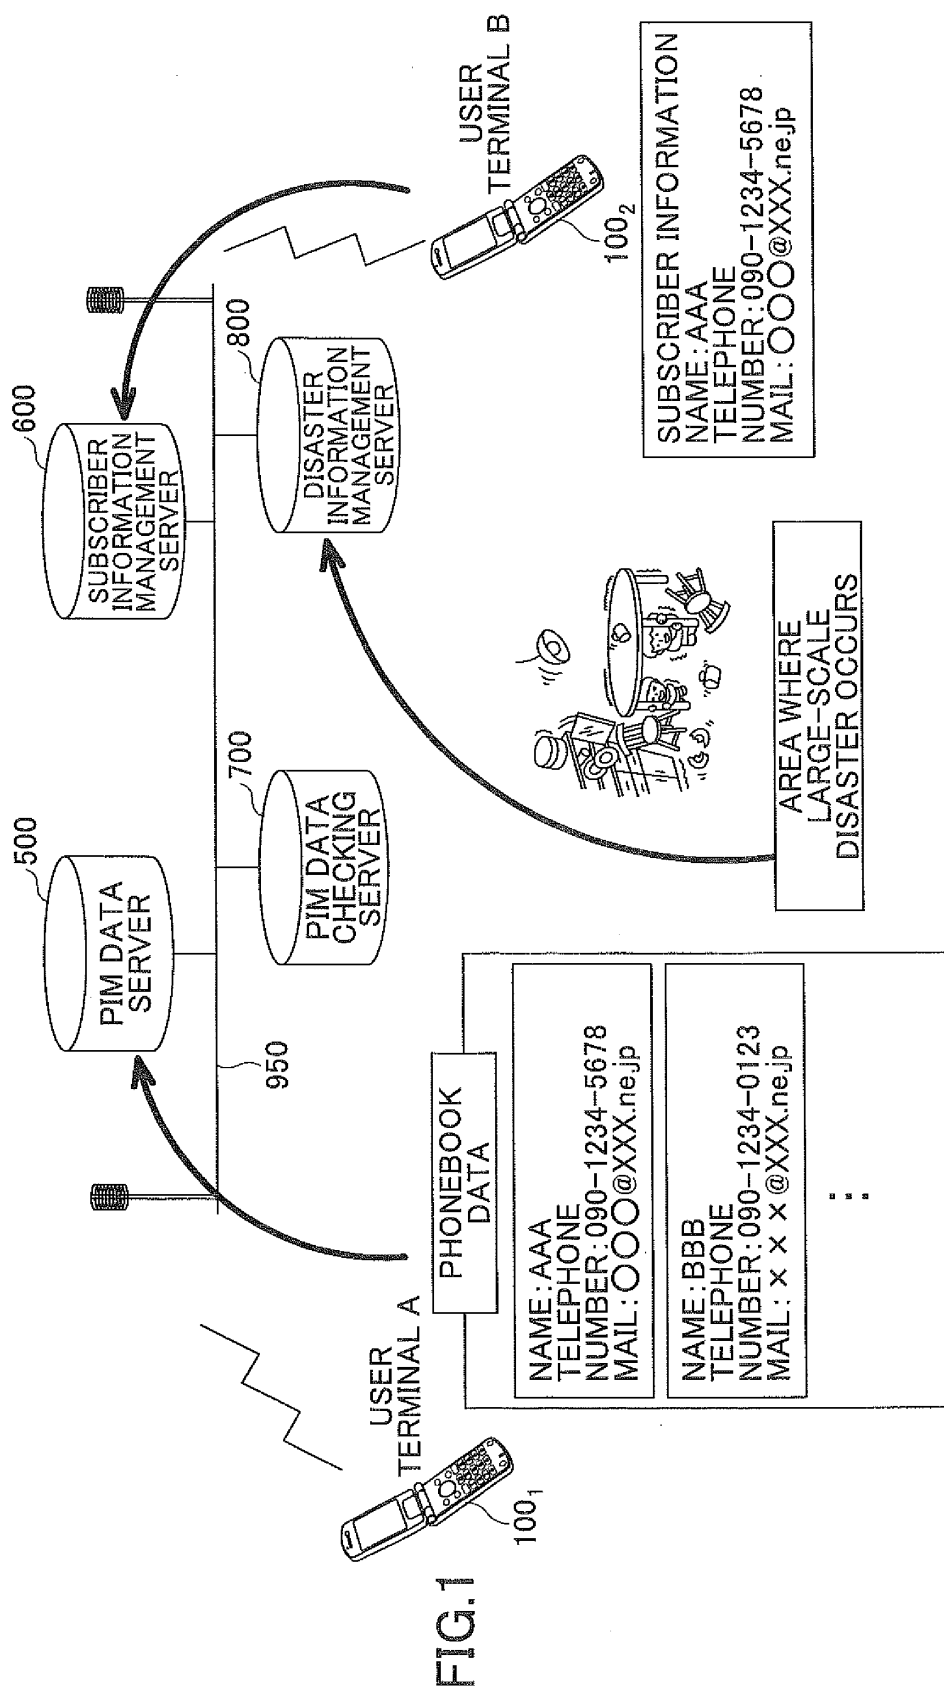 FIG.1
500
PIM DATA
SERVER
600
SUBSCRIBER
INFORMATION
MANAGEMENT
SERVER
950
700
PIM DATA
CHECKING
SERVER
800
DISASTER
INFORMATION
MANAGEMENT
SERVER
USER
TERMINAL A
100₁
USER
TERMINAL B
100₂
PHONEBOOK
DATA
NAME:AAA
TELEPHONE
NUMBER:090-1234-5678
MAIL:○○○@XXX.ne.jp
NAME:BBB
TELEPHONE
NUMBER:090-1234-0123
MAIL:×××@XXX.ne.jp
...
AREA WHERE
LARGE-SCALE
DISASTER OCCURS
SUBSCRIBER INFORMATION
NAME:AAA
TELEPHONE
NUMBER:090-1234-5678
MAIL:○○○@XXX.ne.jp